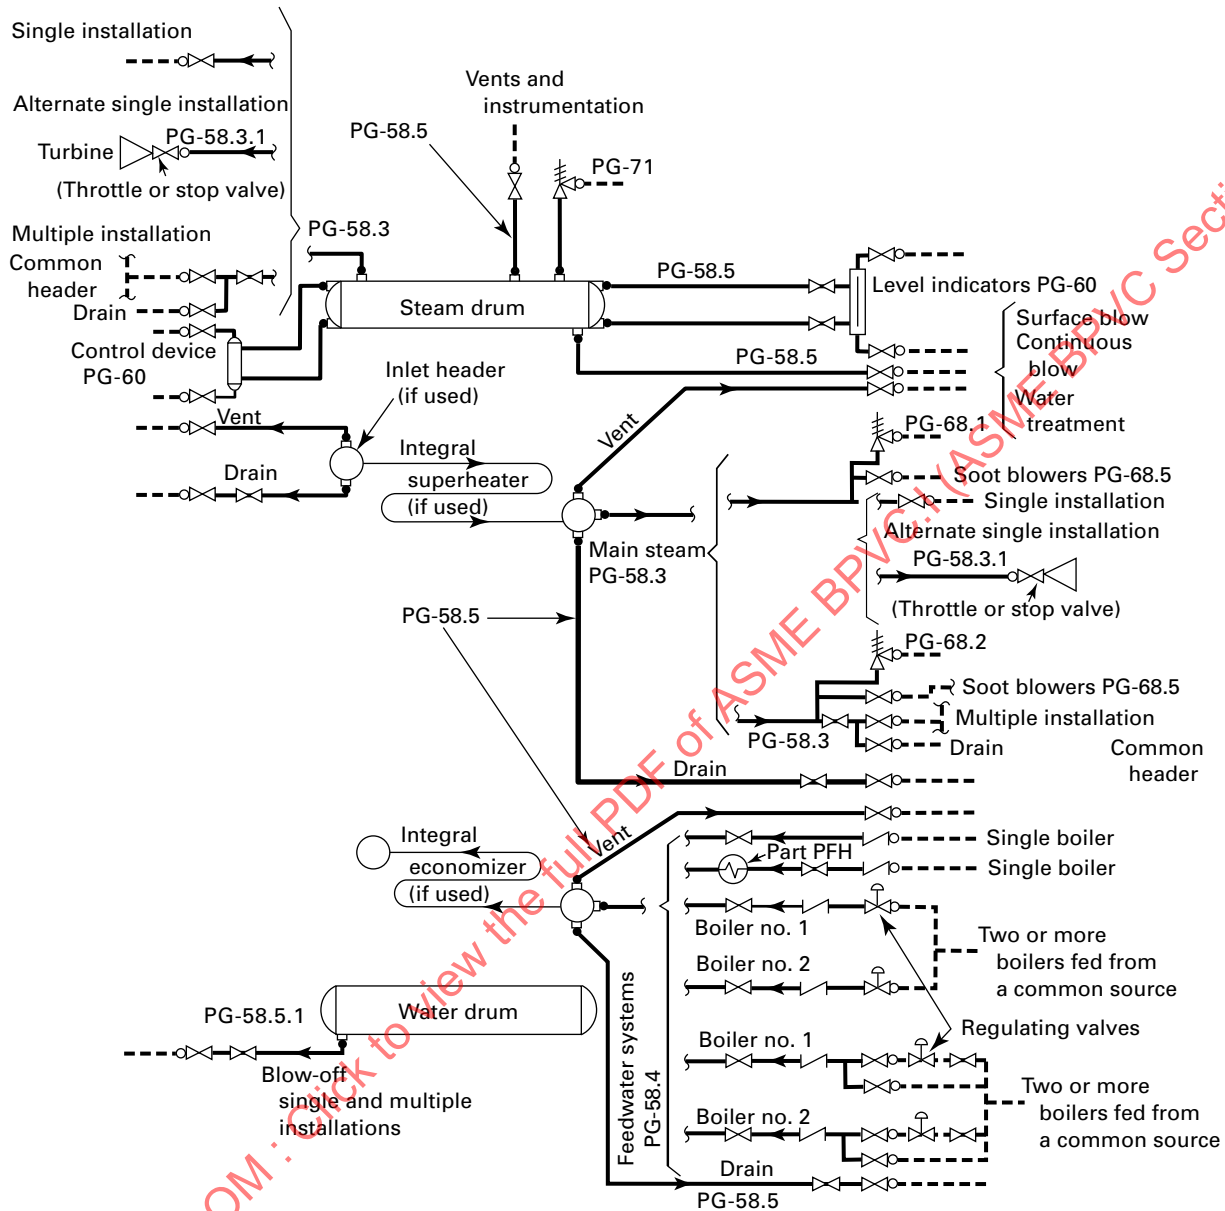 Single installation
Alternate single installation
PG-58.3.1
Turbine
(Throttle or stop valve)
Multiple installation
Common
header
Drain
Control device
PG-60
PG-58.3
PG-58.5
Vents and
instrumentation
PG-71
Steam drum
PG-58.5
Level indicators PG-60
PG-58.5
Surface blow
Continuous
blow
Water
treatment
Vent
Drain
Inlet header
(if used)
Integral
superheater
(if used)
Vent
Main steam
PG-58.3
PG-68.1
Soot blowers PG-68.5
Single installation
Alternate single installation
PG-58.3.1
(Throttle or stop valve)
PG-68.2
Soot blowers PG-68.5
Multiple installation
PG-58.3
Drain
Common
header
PG-58.5
Drain
Vent
Integral
economizer
(if used)
Single boiler
Part PFH
Single boiler
Boiler no. 1
Boiler no. 2
Two or more
boilers fed from
a common source
Regulating valves
Boiler no. 1
Boiler no. 2
Two or more
boilers fed from
a common source
Feedwater systems
PG-58.4
Drain
PG-58.5
Water drum
PG-58.5.1
Blow-off
single and multiple
installations
OM : Click to view the full PDF of ASME BPVC.I (ASME BPVC Secti